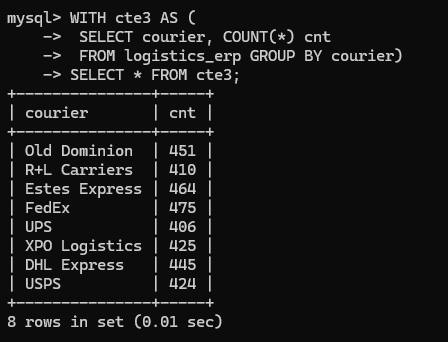 mysql> WITH cte3 AS (
    ->  SELECT courier, COUNT(*) cnt
    ->  FROM logistics_erp GROUP BY courier)
    -> SELECT * FROM cte3;
+---------------+-----+
| courier       | cnt |
+---------------+-----+
| Old Dominion  | 451 |
| R+L Carriers  | 410 |
| Estes Express | 464 |
| FedEx         | 475 |
| UPS           | 406 |
| XPO Logistics | 425 |
| DHL Express   | 445 |
| USPS          | 424 |
+---------------+-----+
8 rows in set (0.01 sec)